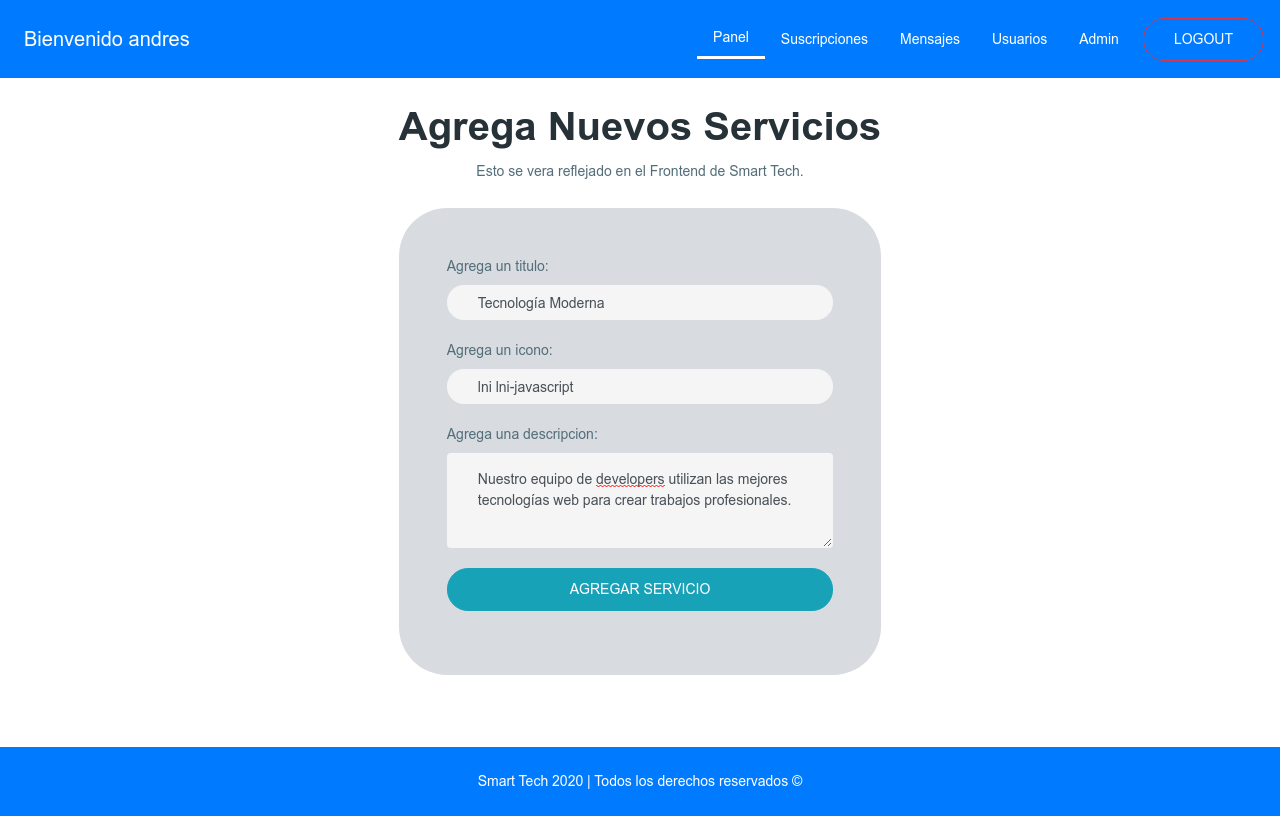 Bienvenido andres
Panel
Suscripciones
Mensajes
Usuarios
Admin
LOGOUT
Agrega Nuevos Servicios
Esto se vera reflejado en el Frontend de Smart Tech.
Agrega un titulo:
Tecnología Moderna
Agrega un icono:
lni lni-javascript
Agrega una descripcion:
Nuestro equipo de developers utilizan las mejores
tecnologías web para crear trabajos profesionales.
AGREGAR SERVICIO
Smart Tech 2020 | Todos los derechos reservados ©